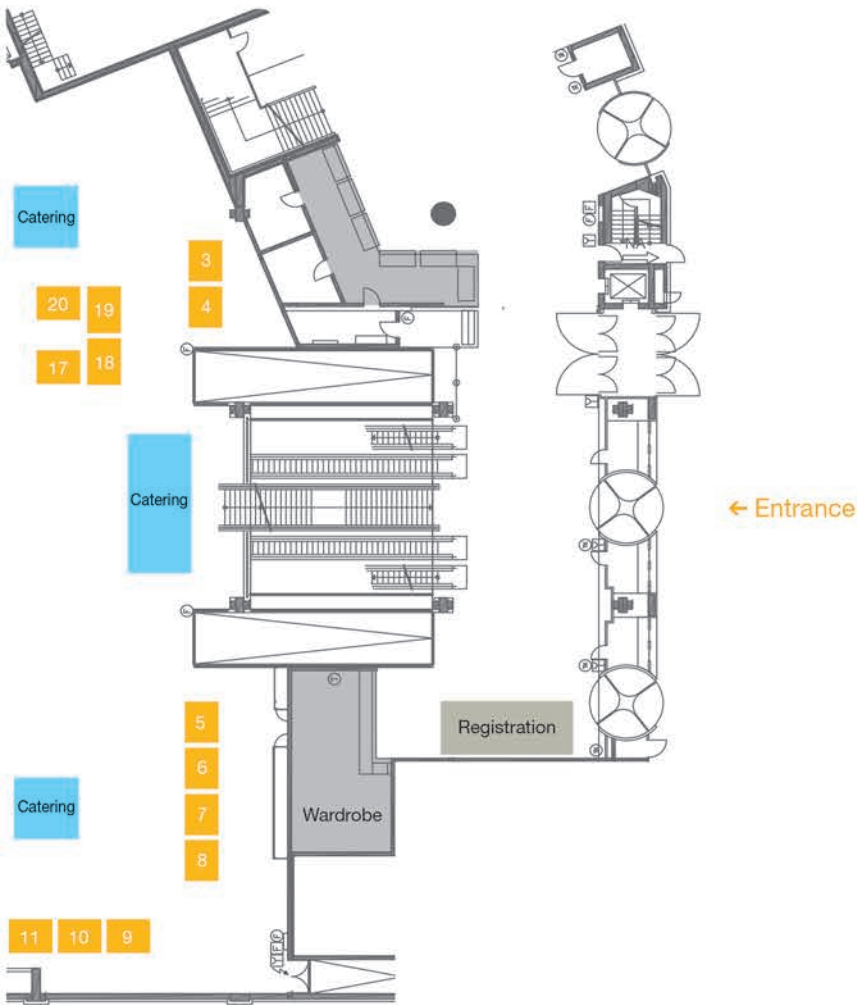 NA
Catering
3
4
20
19
17
18
Catering
← Entrance
5
6
7
8
Registration
Catering
Wardrobe
11
10
9
F
F
Y
F
F
Y
F
Y
F
F